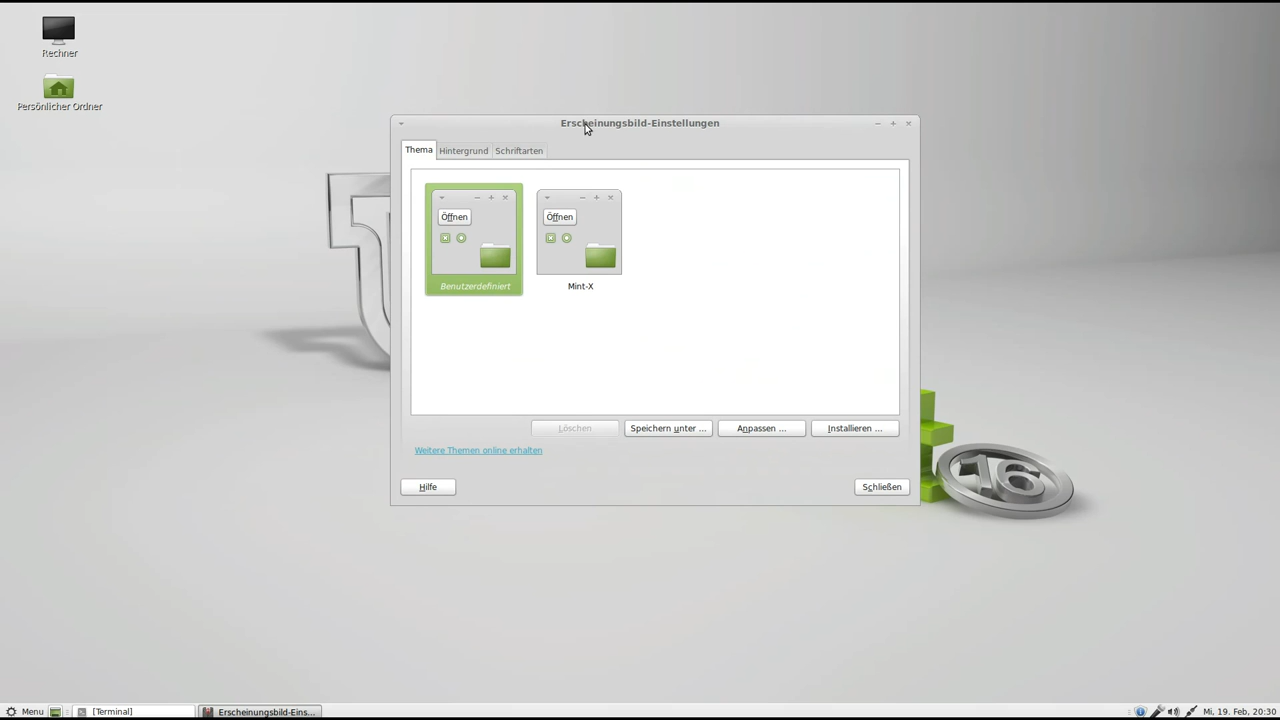 Rechner
Persönlicher Ordner
Erscheinungsbild-Einstellungen
Thema Hintergrund Schriftarten
Öffnen Öffnen
Benutzerdefiniert Mint-X
Löschen Speichern unter ... Anpassen ... Installieren ...
Weitere Themen online erhalten
Hilfe Schließen
16
Menu [Terminal] Erscheinungsbild-Eins... Mi, 19. Feb, 20:30